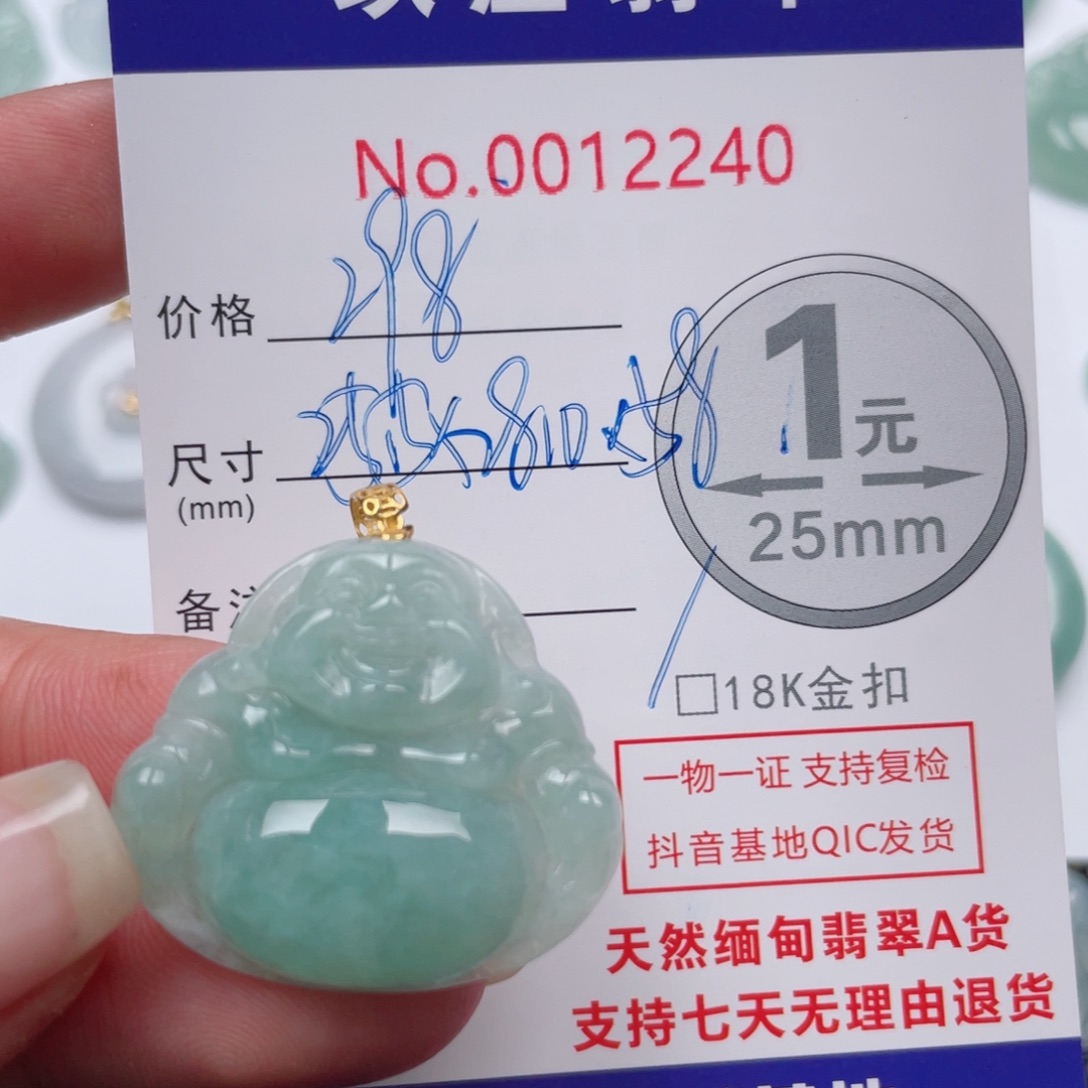 No.0012240
价格 298
尺寸
(mm)
1元
25mm
备注
□18K金扣
一物一证 支持复检
抖音基地QIC发货
天然缅甸翡翠A货
支持七天无理由退货